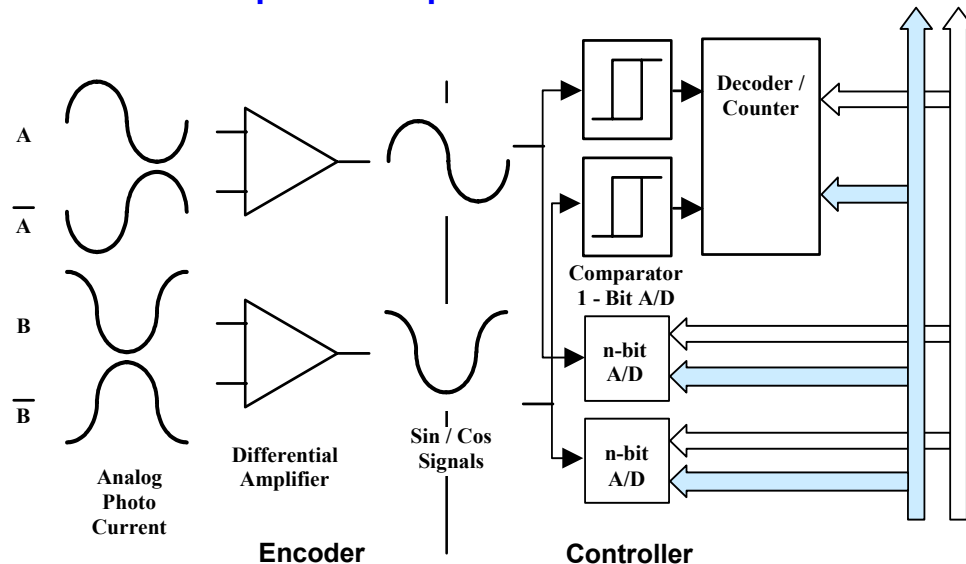 Decoder /
Counter
A
A
Comparator
1 - Bit A/D
B
n-bit
A/D
B
Sin / Cos
Signals
n-bit
A/D
Differential
Amplifier
Analog
Photo
Current
Encoder
Controller